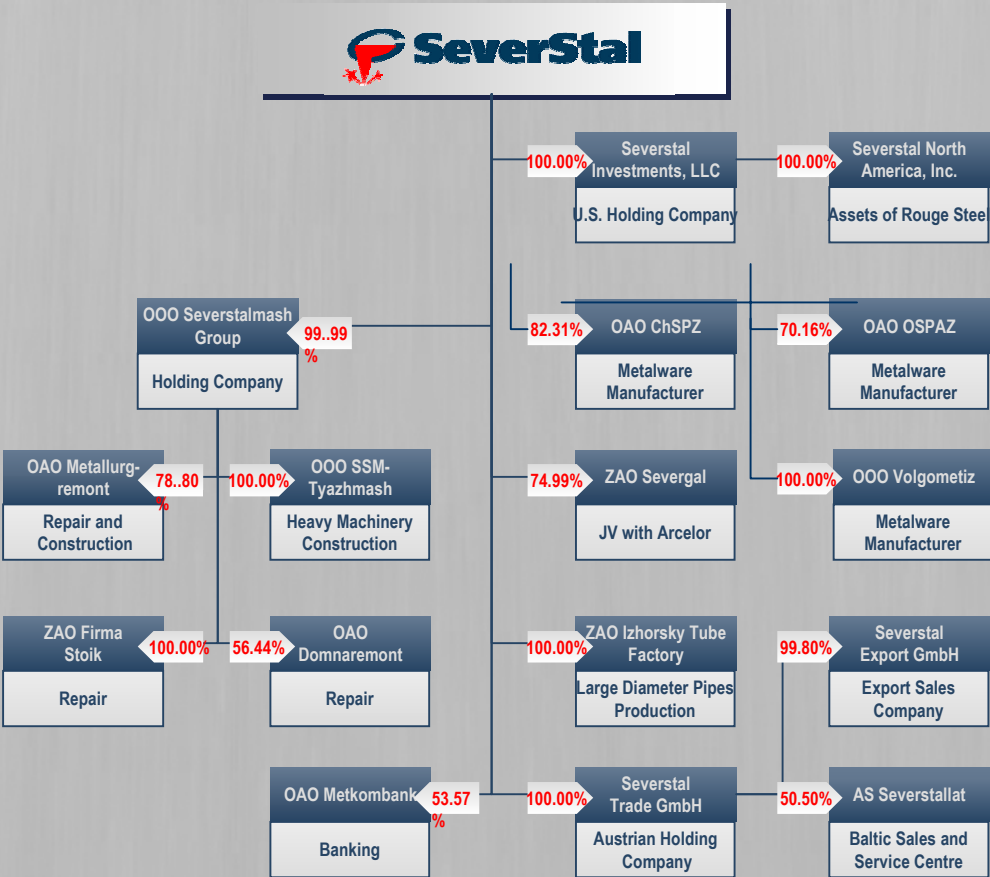 SeverStal
100.00%
Severstal
Investments, LLC
U.S. Holding Company
100.00%
Severstal North
America, Inc.
Assets of Rouge Steel
OOO Severstalmash
Group
99..99
%
Holding Company
82.31%
OAO ChSPZ
Metalware
Manufacturer
70.16%
OAO OSPAZ
Metalware
Manufacturer
OAO Metallurg-
remont
78..80
%
Repair and
Construction
100.00%
OOO SSM-
Tyazhmash
Heavy Machinery
Construction
74.99%
ZAO Severgal
JV with Arcelor
100.00%
OOO Volgometiz
Metalware
Manufacturer
ZAO Firma
Stoik
100.00%
Repair
56.44%
OAO
Domnaremont
Repair
100.00%
ZAO Izhorsky Tube
Factory
Large Diameter Pipes
Production
99.80%
Severstal
Export GmbH
Export Sales
Company
OAO Metkombank
53.57
%
Banking
100.00%
Severstal
Trade GmbH
Austrian Holding
Company
50.50%
AS Severstallat
Baltic Sales and
Service Centre